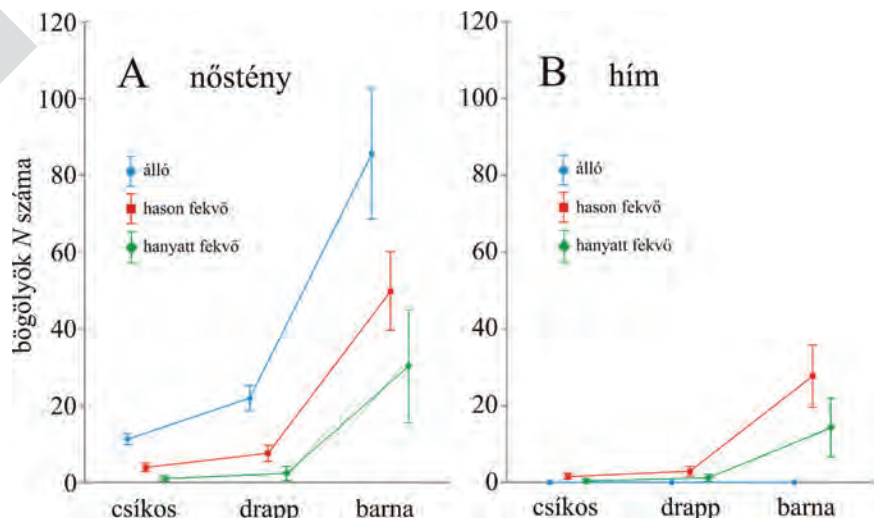 A nőstény
B hím
bögölyök N száma
120
100
80
60
40
20
0
álló
hason fekvő
hanyatt fekvő
csíkos drapp barna
120
100
80
60
40
20
0
álló
hason fekvő
hanyatt fekvő
csíkos drapp barna